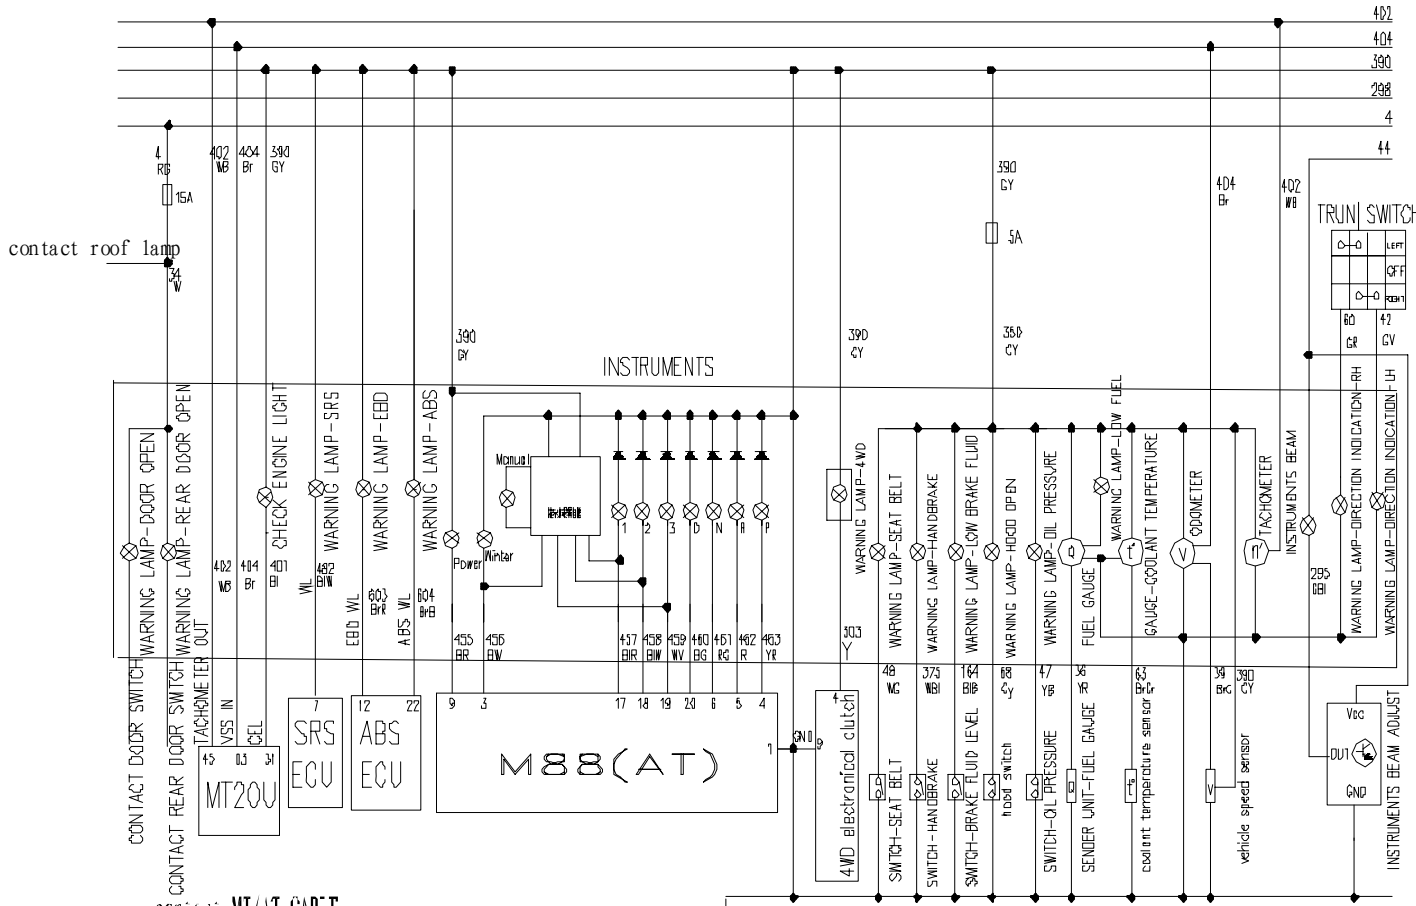 402
404
390
298
4
44
4
RG
402
WB
404
Br
390
GY
15A
390
GY
5A
404
Br
402
WB
TRUN SWITCH
LEFT
OFF
RIGHT
contact roof lamp
34
W
390
GY
390
GY
60
GR
42
GV
INSTRUMENTS
WARNING LAMP-DOOR OPEN
WARNING LAMP-REAR DOOR OPEN
CHECK ENGINE LIGHT
WARNING LAMP-SRS
WARNING LAMP-EBD
WARNING LAMP-ABS
Manual
Power
Winter
1
2
3
D
N
R
P
WARNING LAMP-4WD
WARNING LAMP-SEAT BELT
WARNING LAMP-HANDBRAKE
WARNING LAMP-LOW BRAKE FLUID
WARNING LAMP-HOOD OPEN
WARNING LAMP-OIL PRESSURE
FUEL GAUGE
WARNING LAMP-LOW FUEL
GAUGE-COOLANT TEMPERATURE
ODOMETER
TACHOMETER
INSTRUMENTS BEAM
WARNING LAMP-DIRECTION INDICATION-RH
WARNING LAMP-DIRECTION INDICATION-LH
Q
t°
V
n
402
WB
404
Br
401
Bl
WL
482
BlW
EBD WL
603
BrR
ABS WL
604
BrB
455
BR
456
BW
457
BlR
458
BlW
459
WV
460
BG
461
RG
462
R
463
YR
303
Y
295
GBl
48
WG
375
WBl
164
BlB
68
Gy
47
YB
36
YR
63
BrGr
39
BrG
390
GY
CONTACT DOOR SWITCH
CONTACT REAR DOOR SWITCH
TACHOMETER OUT
VSS IN
CEL
45
03
31
MT20U
7
SRS
ECU
12
22
ABS
ECU
9
3
17
18
19
20
6
5
4
M88(AT)
1
GND
4
9
4WD electronical clutch
SWITCH-SEAT BELT
SWITCH-HANDBRAKE
SWITCH-BRAKE FLUID LEVEL
hood switch
SWITCH-OIL PRESSURE
SENDER UNIT-FUEL GAUGE
coolant temperature sensor
vehicle speed sensor
Q
t°
V
Vcc
OUT
GND
INSTRUMENTS BEAM ADJUST